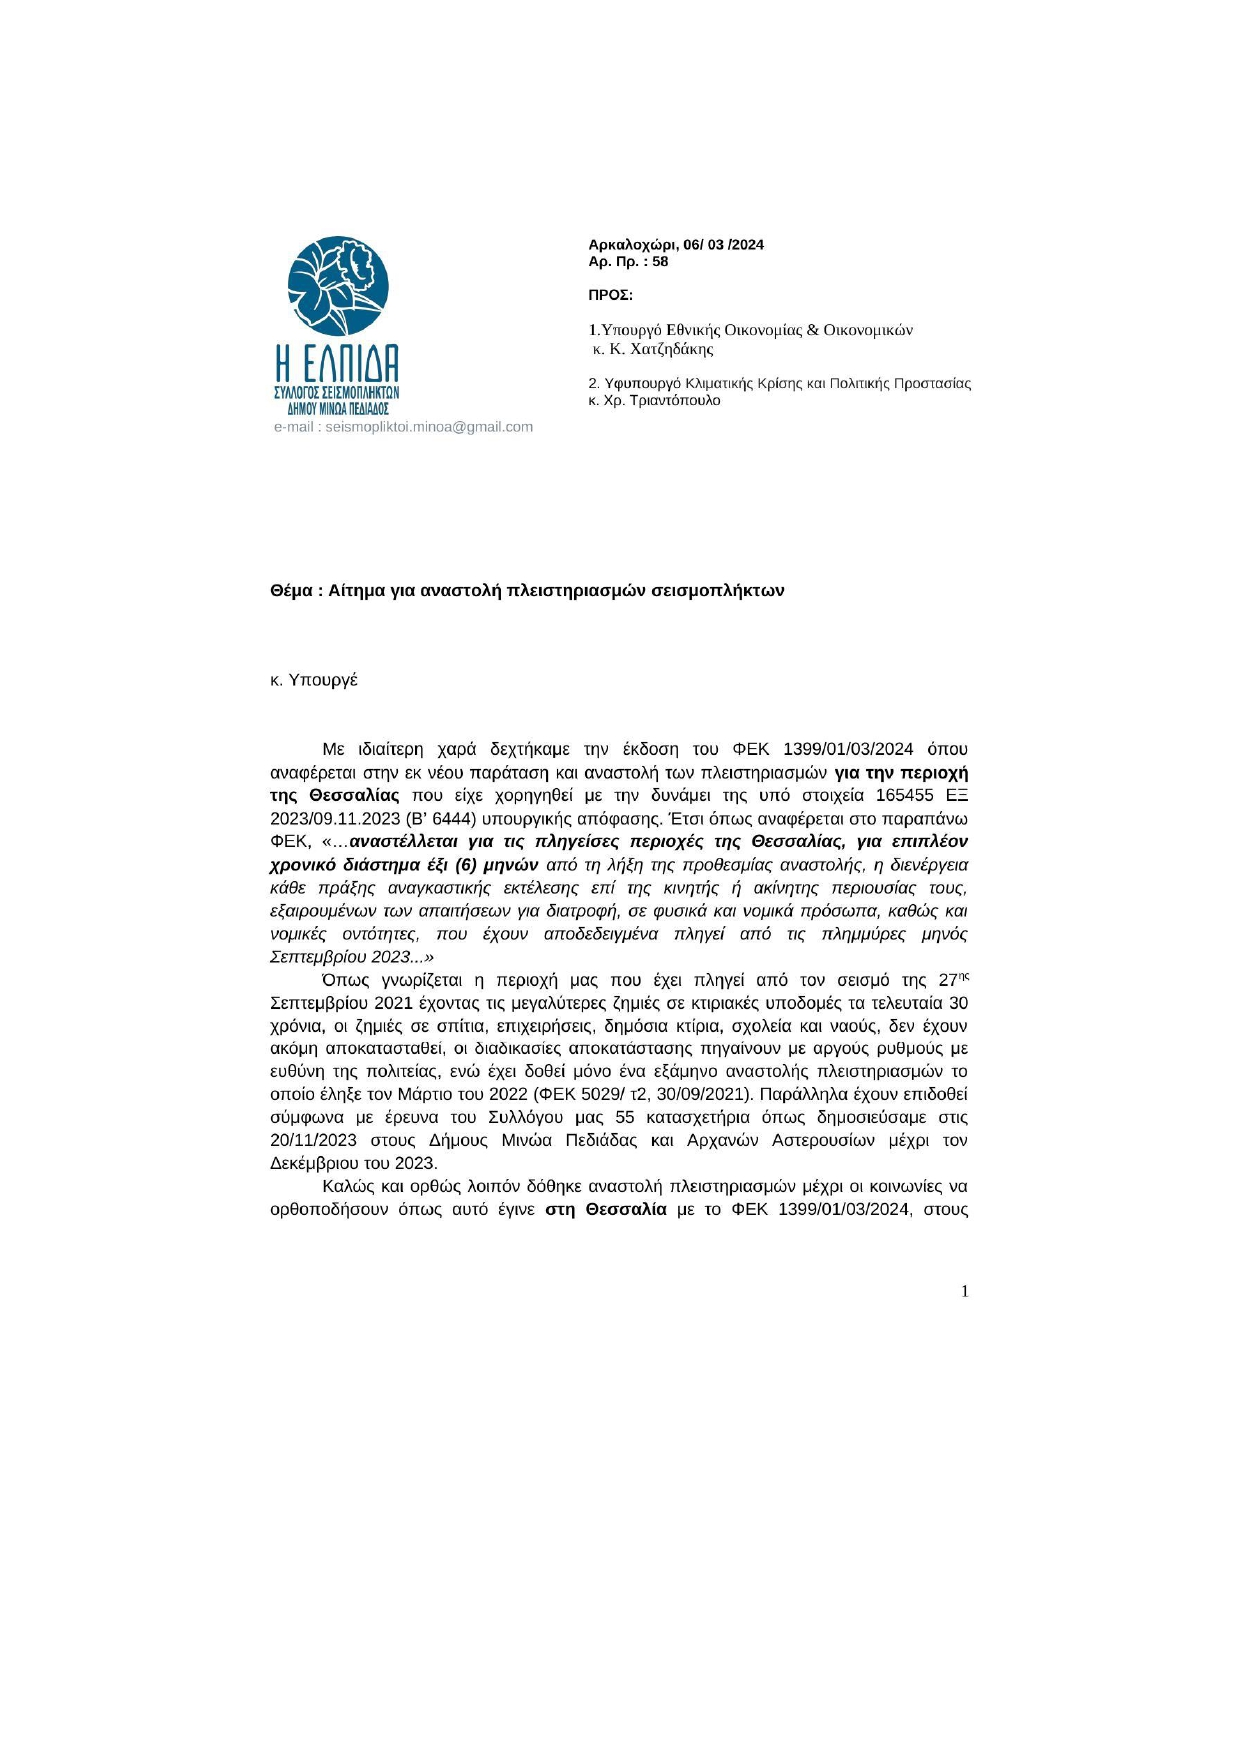 Η ΕΛΠΙΔΑ
ΣΥΛΛΟΓΟΣ ΣΕΙΣΜΟΠΛΗΚΤΩΝ
ΔΗΜΟΥ ΜΙΝΩΑ ΠΕΔΙΑΔΟΣ
e-mail : seismopliktoi.minoa@gmail.com
Αρκαλοχώρι, 06/ 03 /2024
Αρ. Πρ. : 58
ΠΡΟΣ:
1.Υπουργό Εθνικής Οικονομίας & Οικονομικών
κ. Κ. Χατζηδάκης
2. Υφυπουργό Κλιματικής Κρίσης και Πολιτικής Προστασίας
κ. Χρ. Τριαντόπουλο
Θέμα : Αίτημα για αναστολή πλειστηριασμών σεισμοπλήκτων
κ. Υπουργέ
Με ιδιαίτερη χαρά δεχτήκαμε την έκδοση του ΦΕΚ 1399/01/03/2024 όπου
αναφέρεται στην εκ νέου παράταση και αναστολή των πλειστηριασμών για την περιοχή
της Θεσσαλίας που είχε χορηγηθεί με την δυνάμει της υπό στοιχεία 165455 ΕΞ
2023/09.11.2023 (Β’ 6444) υπουργικής απόφασης. Έτσι όπως αναφέρεται στο παραπάνω
ΦΕΚ, «…αναστέλλεται για τις πληγείσες περιοχές της Θεσσαλίας, για επιπλέον
χρονικό διάστημα έξι (6) μηνών από τη λήξη της προθεσμίας αναστολής, η διενέργεια
κάθε πράξης αναγκαστικής εκτέλεσης επί της κινητής ή ακίνητης περιουσίας τους,
εξαιρουμένων των απαιτήσεων για διατροφή, σε φυσικά και νομικά πρόσωπα, καθώς και
νομικές οντότητες, που έχουν αποδεδειγμένα πληγεί από τις πλημμύρες μηνός
Σεπτεμβρίου 2023...»
Όπως γνωρίζεται η περιοχή μας που έχει πληγεί από τον σεισμό της 27ης
Σεπτεμβρίου 2021 έχοντας τις μεγαλύτερες ζημιές σε κτιριακές υποδομές τα τελευταία 30
χρόνια, οι ζημιές σε σπίτια, επιχειρήσεις, δημόσια κτίρια, σχολεία και ναούς, δεν έχουν
ακόμη αποκατασταθεί, οι διαδικασίες αποκατάστασης πηγαίνουν με αργούς ρυθμούς με
ευθύνη της πολιτείας, ενώ έχει δοθεί μόνο ένα εξάμηνο αναστολής πλειστηριασμών το
οποίο έληξε τον Μάρτιο του 2022 (ΦΕΚ 5029/ τ2, 30/09/2021). Παράλληλα έχουν επιδοθεί
σύμφωνα με έρευνα του Συλλόγου μας 55 κατασχετήρια όπως δημοσιεύσαμε στις
20/11/2023 στους Δήμους Μινώα Πεδιάδας και Αρχανών Αστερουσίων μέχρι τον
Δεκέμβριου του 2023.
Καλώς και ορθώς λοιπόν δόθηκε αναστολή πλειστηριασμών μέχρι οι κοινωνίες να
ορθοποδήσουν όπως αυτό έγινε στη Θεσσαλία με το ΦΕΚ 1399/01/03/2024, στους
1